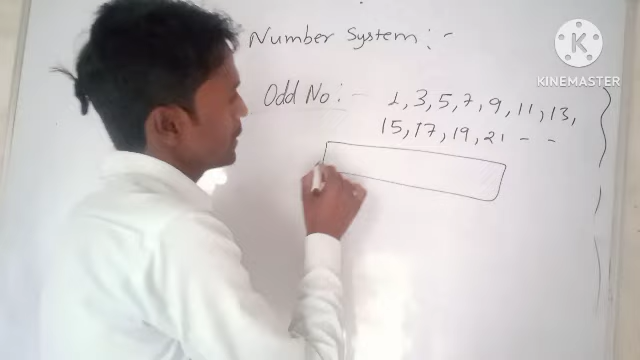 Number System :-
Odd No :- 1, 3, 5, 7, 9, 11, 13,
15, 17, 19, 21 - -
K
KINEMASTER